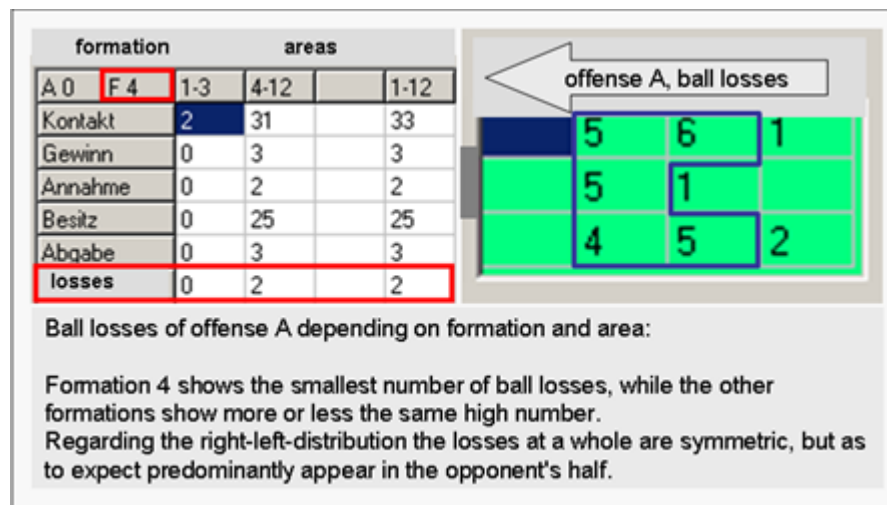 formation areas
A 0 F 4 1-3 4-12 1-12
Kontakt 2 31 33
Gewinn 0 3 3
Annahme 0 2 2
Besitz 0 25 25
Abgabe 0 3 3
losses 0 2 2
offense A, ball losses
5 6 1
5 1
4 5 2
Ball losses of offense A depending on formation and area:
Formation 4 shows the smallest number of ball losses, while the other
formations show more or less the same high number.
Regarding the right-left-distribution the losses at a whole are symmetric, but as
to expect predominantly appear in the opponent's half.